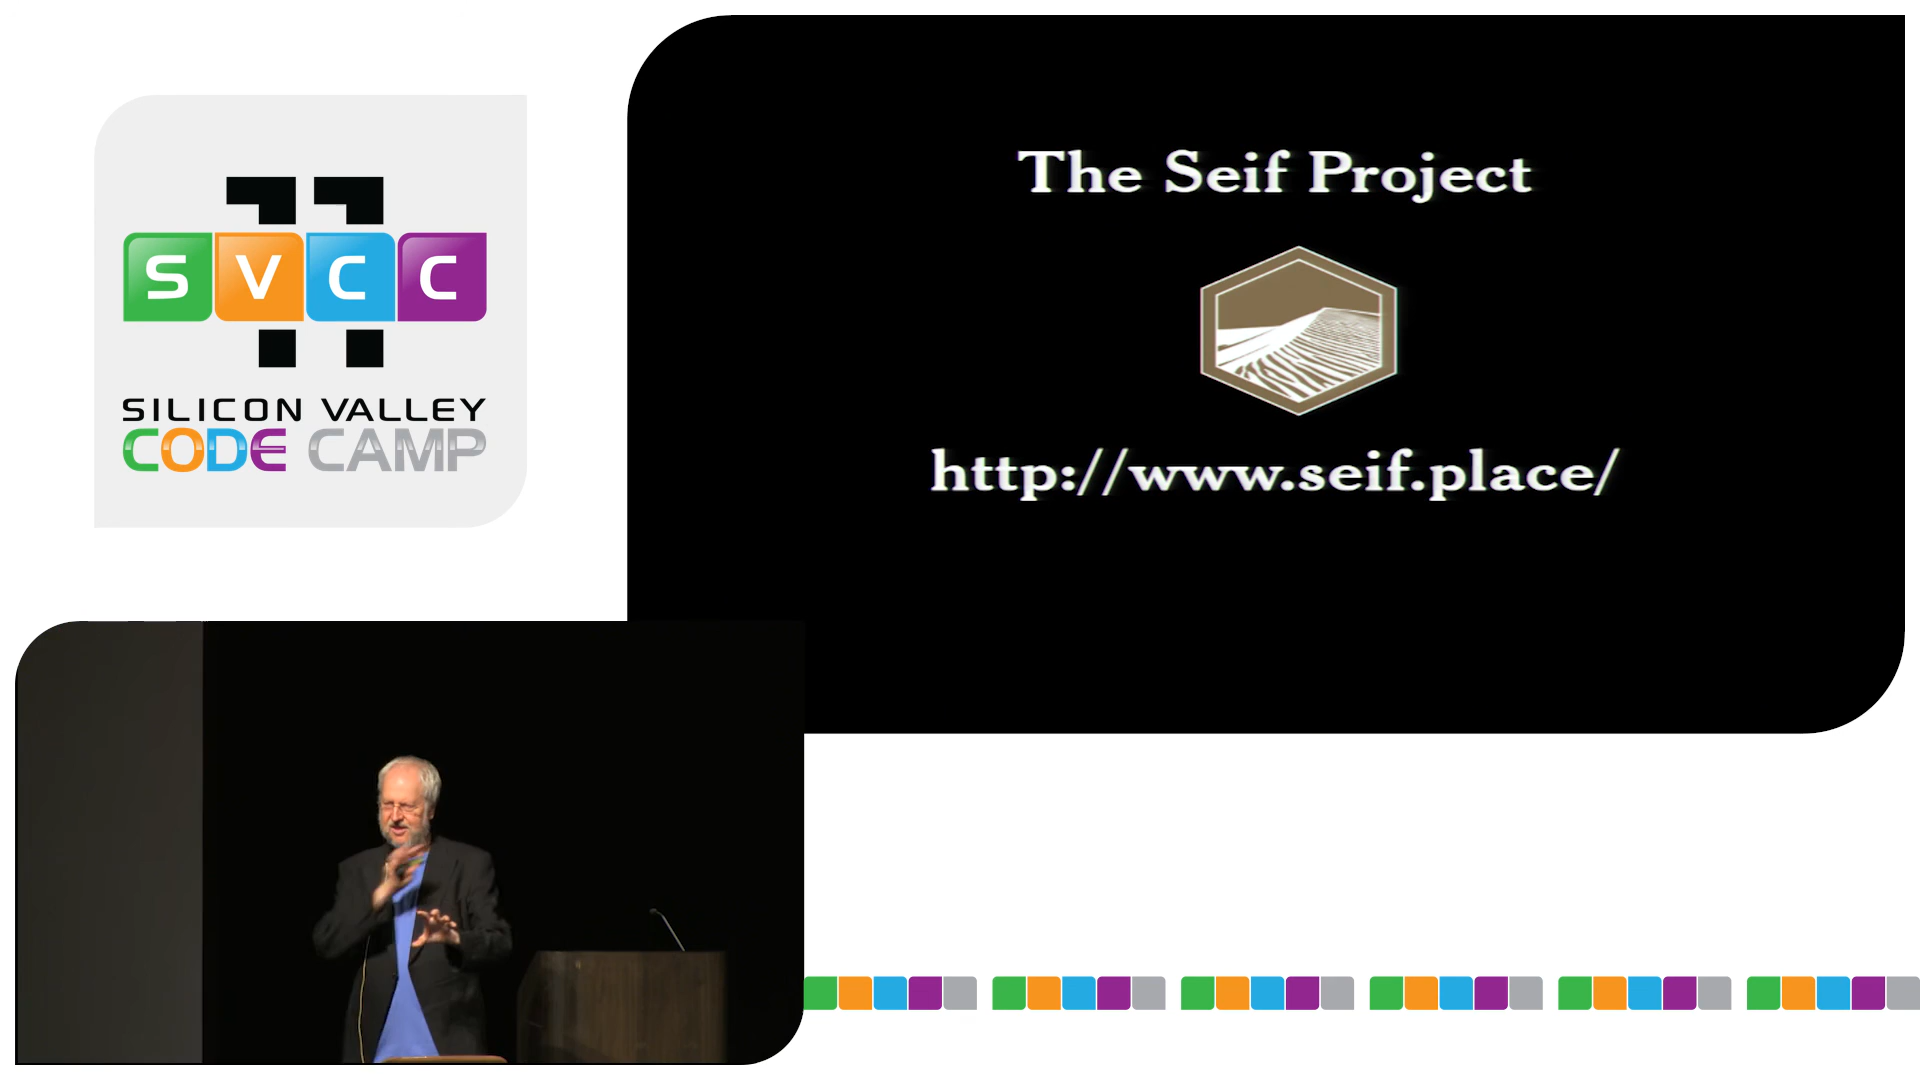 SVCC
SILICON VALLEY
CODE CAMP
The Seif Project
http://www.seif.place/